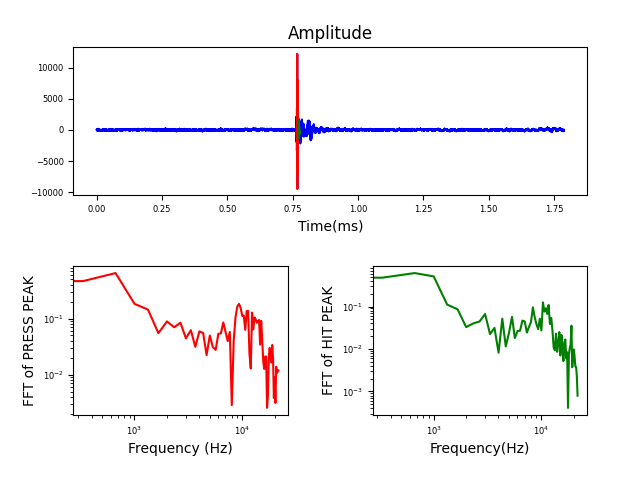 Amplitude
10000
5000
0
−5000
−10000
0.00 0.25 0.50 0.75 1.00 1.25 1.50 1.75
Time(ms)
FFT of PRESS PEAK
10⁻¹
10⁻²
10³ 10⁴
Frequency (Hz)
FFT of HIT PEAK
10⁻¹
10⁻²
10⁻³
10³ 10⁴
Frequency(Hz)